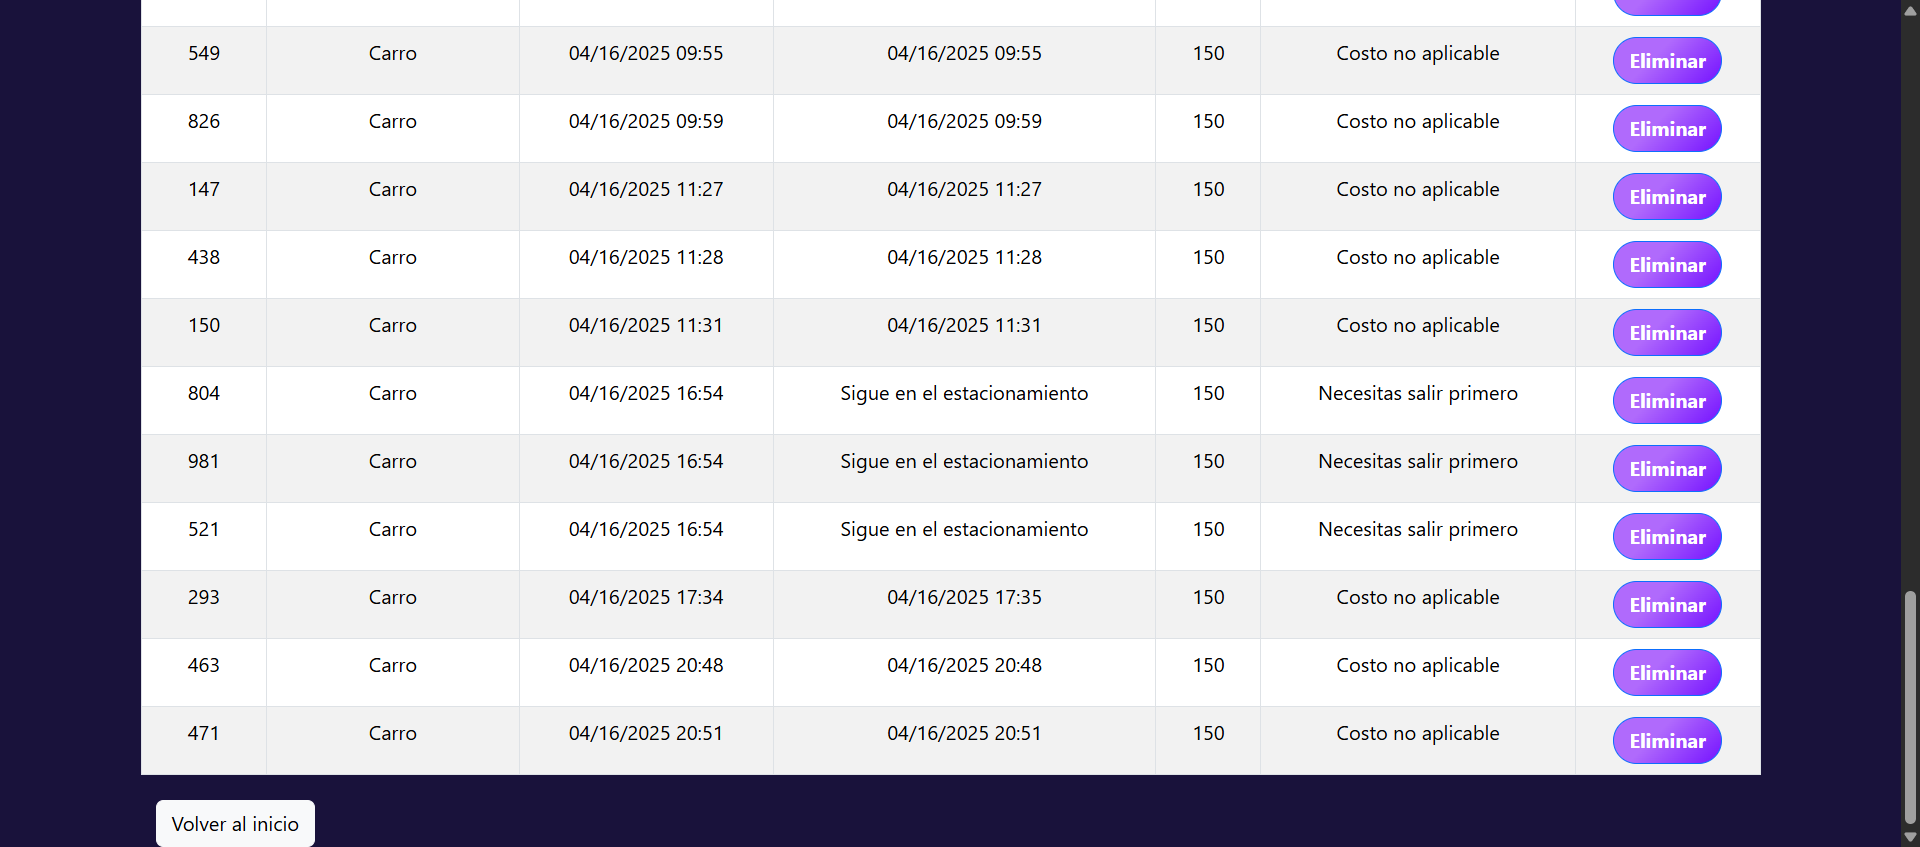 549 Carro 04/16/2025 09:55 04/16/2025 09:55 150 Costo no aplicable Eliminar
826 Carro 04/16/2025 09:59 04/16/2025 09:59 150 Costo no aplicable Eliminar
147 Carro 04/16/2025 11:27 04/16/2025 11:27 150 Costo no aplicable Eliminar
438 Carro 04/16/2025 11:28 04/16/2025 11:28 150 Costo no aplicable Eliminar
150 Carro 04/16/2025 11:31 04/16/2025 11:31 150 Costo no aplicable Eliminar
804 Carro 04/16/2025 16:54 Sigue en el estacionamiento 150 Necesitas salir primero Eliminar
981 Carro 04/16/2025 16:54 Sigue en el estacionamiento 150 Necesitas salir primero Eliminar
521 Carro 04/16/2025 16:54 Sigue en el estacionamiento 150 Necesitas salir primero Eliminar
293 Carro 04/16/2025 17:34 04/16/2025 17:35 150 Costo no aplicable Eliminar
463 Carro 04/16/2025 20:48 04/16/2025 20:48 150 Costo no aplicable Eliminar
471 Carro 04/16/2025 20:51 04/16/2025 20:51 150 Costo no aplicable Eliminar
Volver al inicio